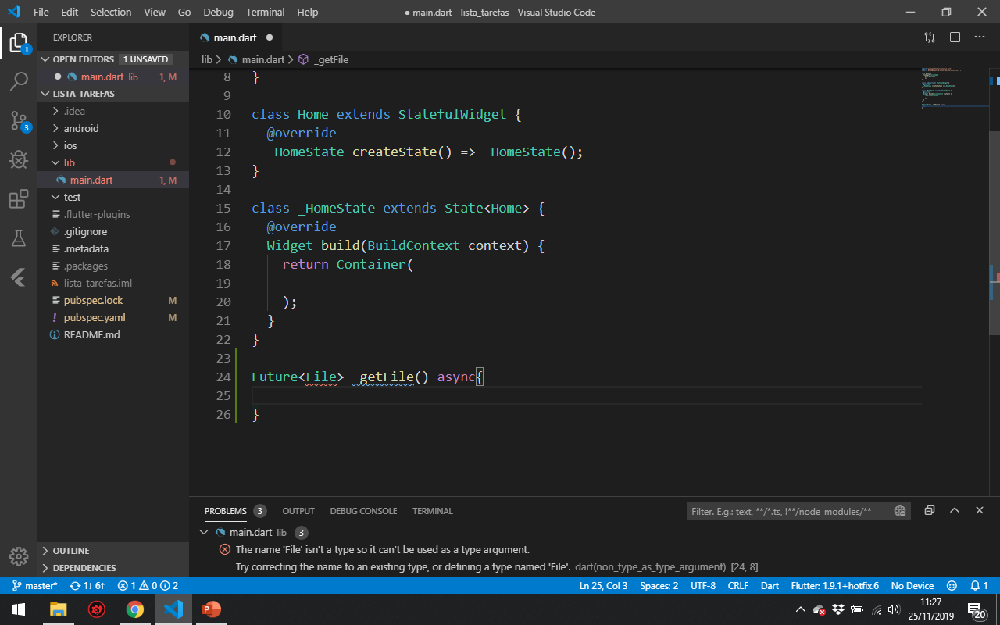 File Edit Selection View Go Debug Terminal Help
● main.dart - lista_tarefas - Visual Studio Code
EXPLORER
OPEN EDITORS 1 UNSAVED
main.dart lib 1, M
LISTA_TAREFAS
.idea
android
ios
lib
main.dart 1, M
test
.flutter-plugins
.gitignore
.metadata
.packages
lista_tarefas.iml
pubspec.lock M
pubspec.yaml M
README.md
OUTLINE
DEPENDENCIES
1
3
main.dart
lib > main.dart > _getFile
8 }
9
10 class Home extends StatefulWidget {
11 @override
12 _HomeState createState() => _HomeState();
13 }
14
15 class _HomeState extends State<Home> {
16 @override
17 Widget build(BuildContext context) {
18 return Container(
19
20 );
21 }
22 }
23
24 Future<File> _getFile() async{
25
26 }
PROBLEMS 3 OUTPUT DEBUG CONSOLE TERMINAL
Filter. E.g.: text, **/*.ts, !**/node_modules/**
main.dart lib 3
The name 'File' isn't a type so it can't be used as a type argument.
Try correcting the name to an existing type, or defining a type named 'File'. dart(non_type_as_type_argument) [24, 8]
master* 1↓ 6↑ 1 0 2 Ln 25, Col 3 Spaces: 2 UTF-8 CRLF Dart Flutter: 1.9.1+hotfix.6 No Device 1
11:27
25/11/2019
20